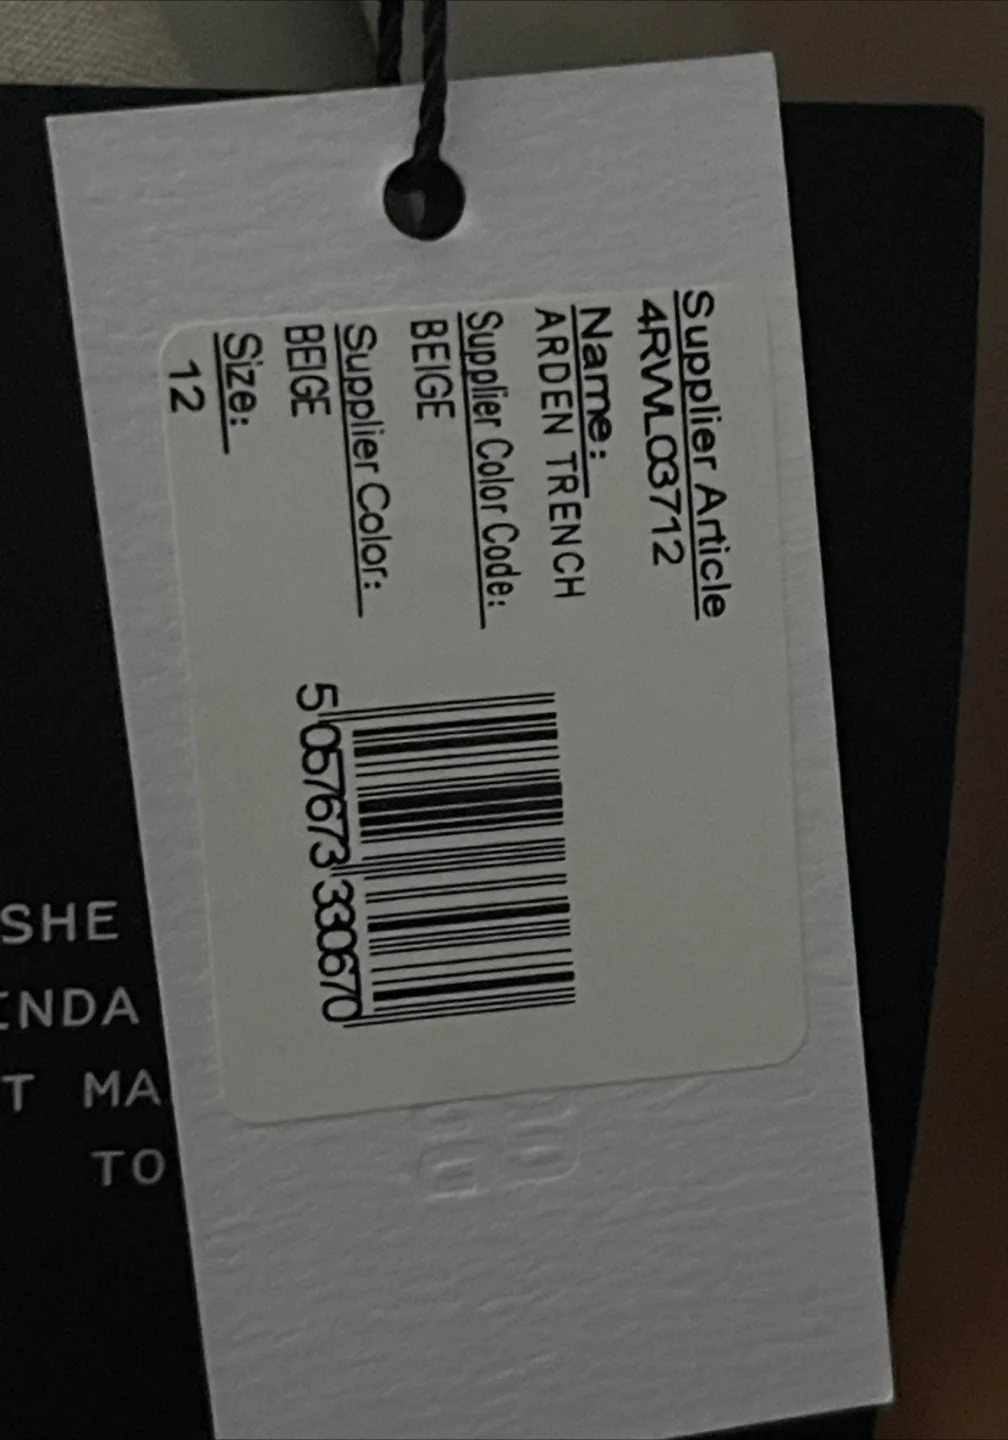 Supplier Article
4RWL03712
Name:
ARDEN TRENCH
Supplier Color Code:
BEIGE
Supplier Color:
BEIGE
Size:
12
5 057673 330670
SHE
ENDA
T MA
TO